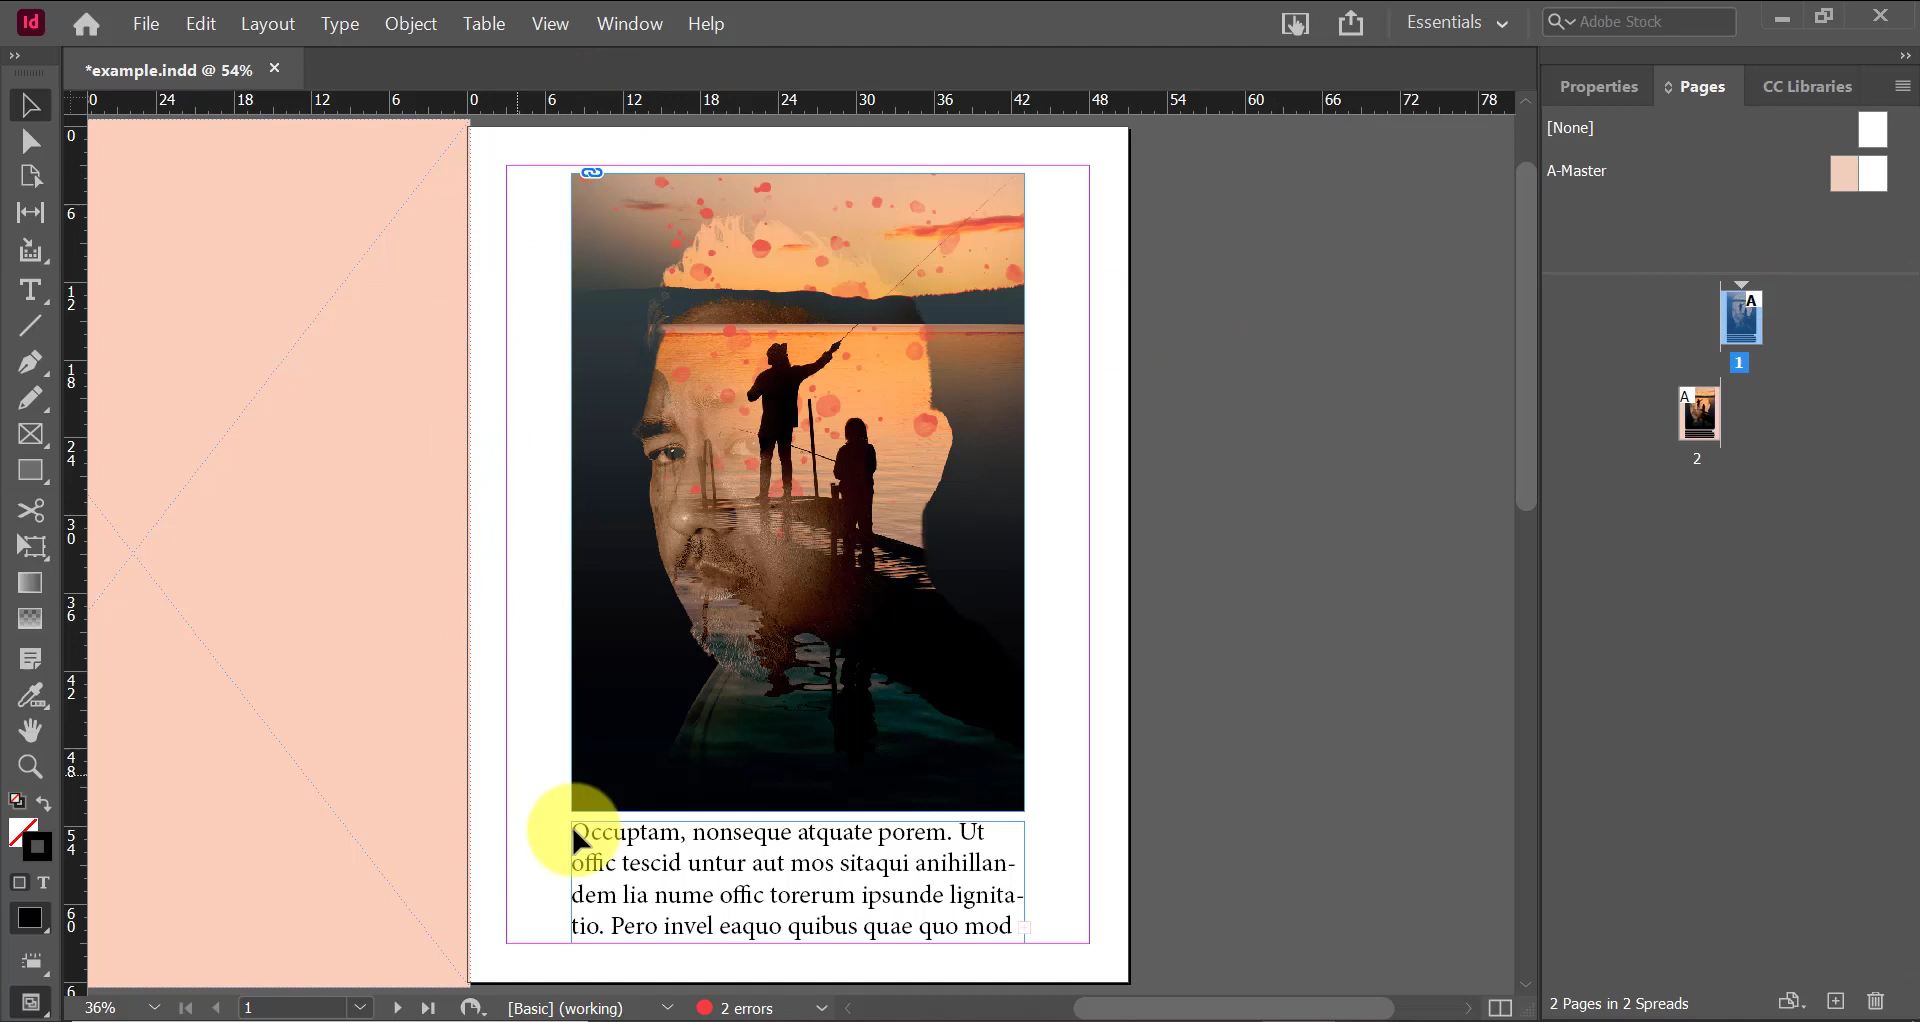 Id
File Edit Layout Type Object Table View Window Help
Essentials
Adobe Stock
*example.indd @ 54%
Properties Pages CC Libraries
0 24 18 12 6 0 6 12 18 24 30 36 42 48 54 60 66 72 78
0
6
12
18
24
30
36
42
48
54
60
6
[None]
A-Master
A
1
A
2
Occuptam, nonseque atquate porem. Ut
offic tescid untur aut mos sitaqui anihillan-
dem lia nume offic torerum ipsunde lignita-
tio. Pero invel eaquo quibus quae quo mod
T
36%
1
[Basic] (working)
2 errors
2 Pages in 2 Spreads